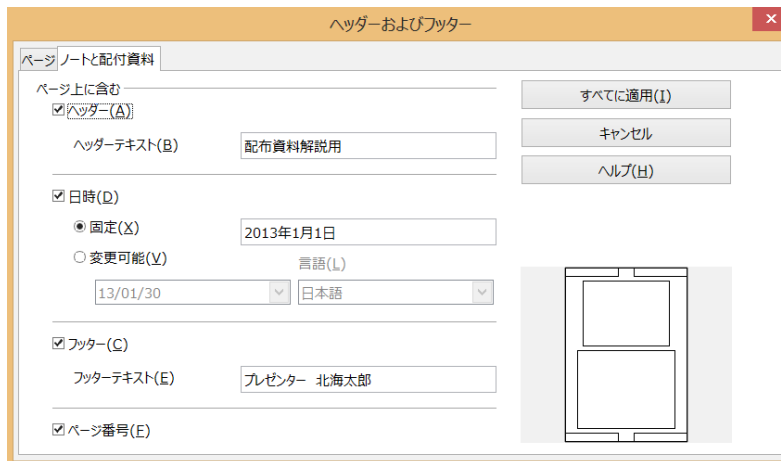 ヘッダーおよびフッター
×
ページ ノートと配付資料
ページ上に含む
ヘッダー(A)
ヘッダーテキスト(B) 配布資料解説用
日時(D)
固定(X) 2013年1月1日
変更可能(V)
言語(L)
13/01/30 日本語
フッター(C)
フッターテキスト(E) プレゼンター 北海太郎
ページ番号(F)
すべてに適用(I)
キャンセル
ヘルプ(H)